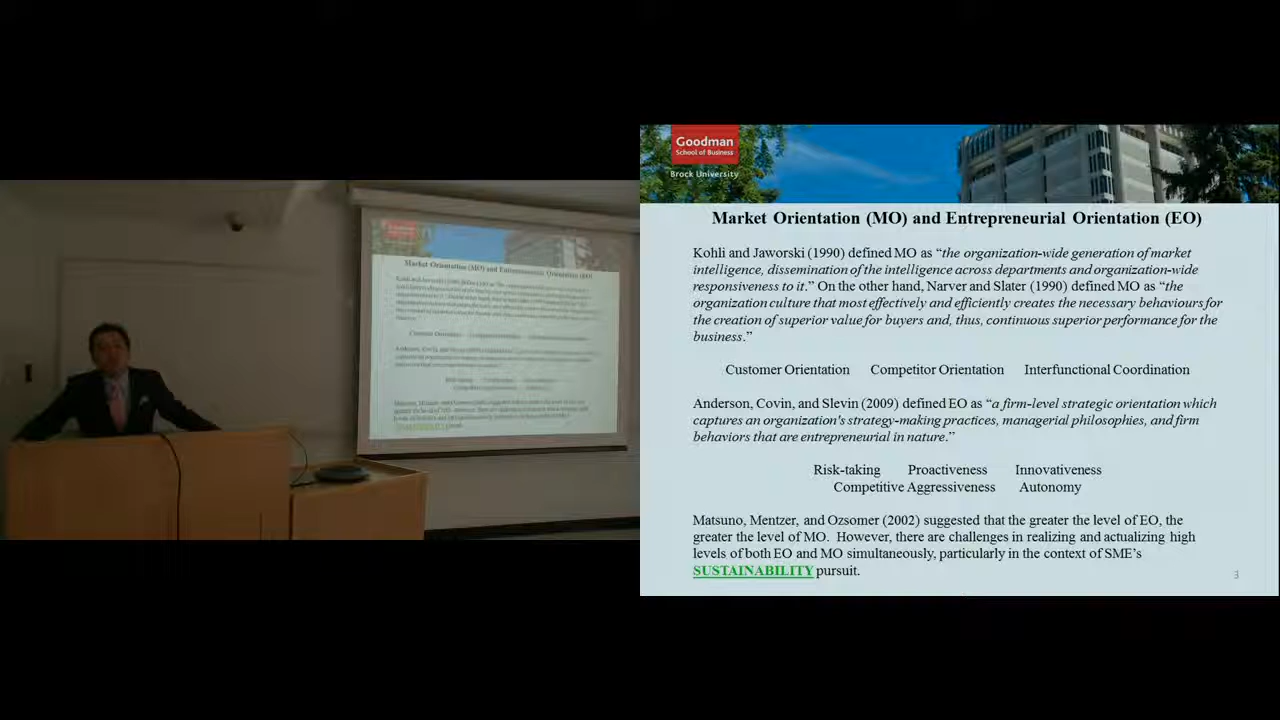 Goodman
School of Business
Brock University
Market Orientation (MO) and Entrepreneurial Orientation (EO)
Kohli and Jaworski (1990) defined MO as “the organization-wide generation of market
intelligence, dissemination of the intelligence across departments and organization-wide
responsiveness to it.” On the other hand, Narver and Slater (1990) defined MO as “the
organization culture that most effectively and efficiently creates the necessary behaviours for
the creation of superior value for buyers and, thus, continuous superior performance for the
business.”
Customer Orientation Competitor Orientation Interfunctional Coordination
Anderson, Covin, and Slevin (2009) defined EO as “a firm-level strategic orientation which
captures an organization's strategy-making practices, managerial philosophies, and firm
behaviors that are entrepreneurial in nature.”
Risk-taking Proactiveness Innovativeness
Competitive Aggressiveness Autonomy
Matsuno, Mentzer, and Ozsomer (2002) suggested that the greater the level of EO, the
greater the level of MO. However, there are challenges in realizing and actualizing high
levels of both EO and MO simultaneously, particularly in the context of SME’s
SUSTAINABILITY pursuit.
3
Market Orientation (MO) and Entrepreneurial Orientation (EO)